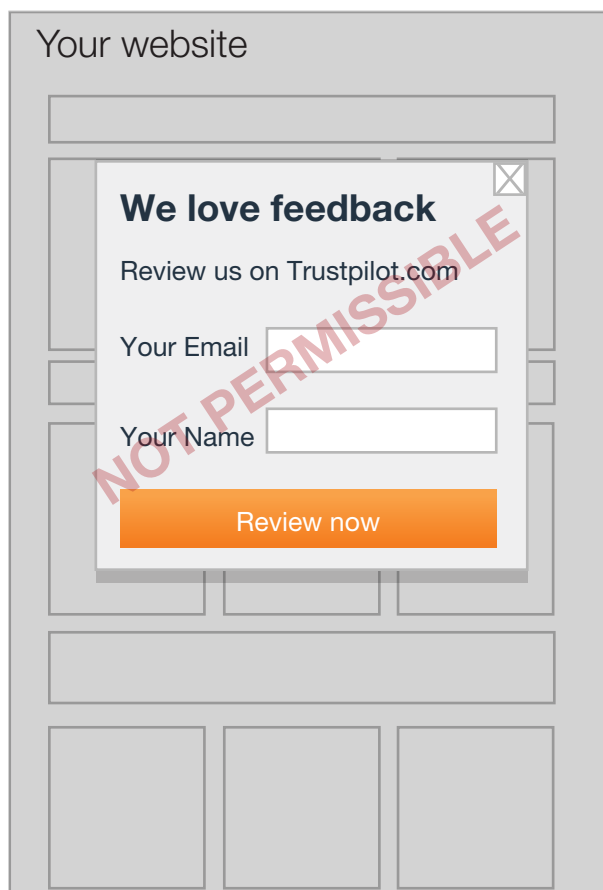 Your website
We love feedback
Review us on Trustpilot.com
Your Email
Your Name
Review now
NOT PERMISSIBLE